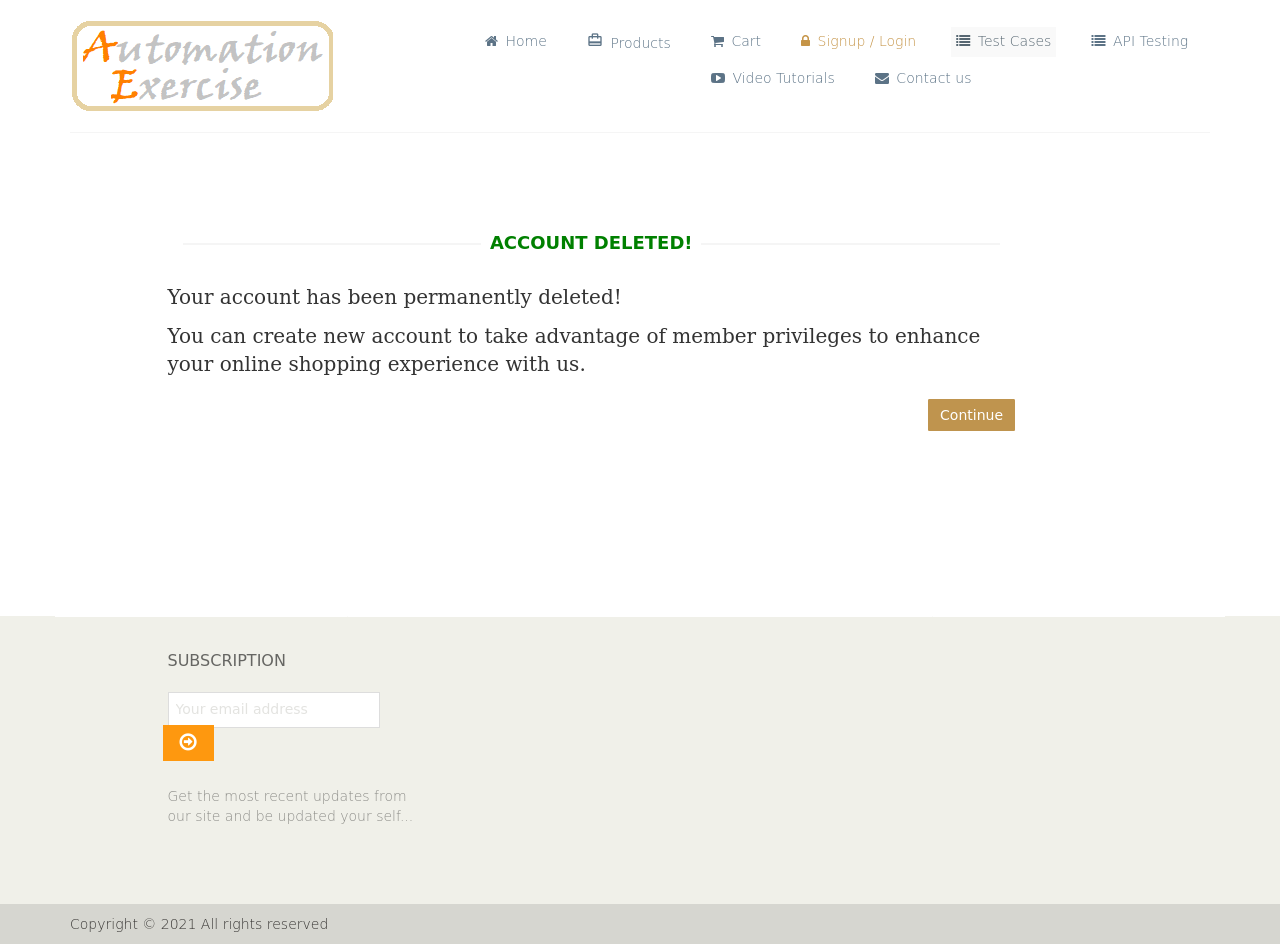 Automation
Exercise
Home
Products
Cart
Signup / Login
Test Cases
API Testing
Video Tutorials
Contact us
ACCOUNT DELETED!
Your account has been permanently deleted!
You can create new account to take advantage of member privileges to enhance
your online shopping experience with us.
Continue
SUBSCRIPTION
Your email address
Get the most recent updates from
our site and be updated your self...
Copyright © 2021 All rights reserved